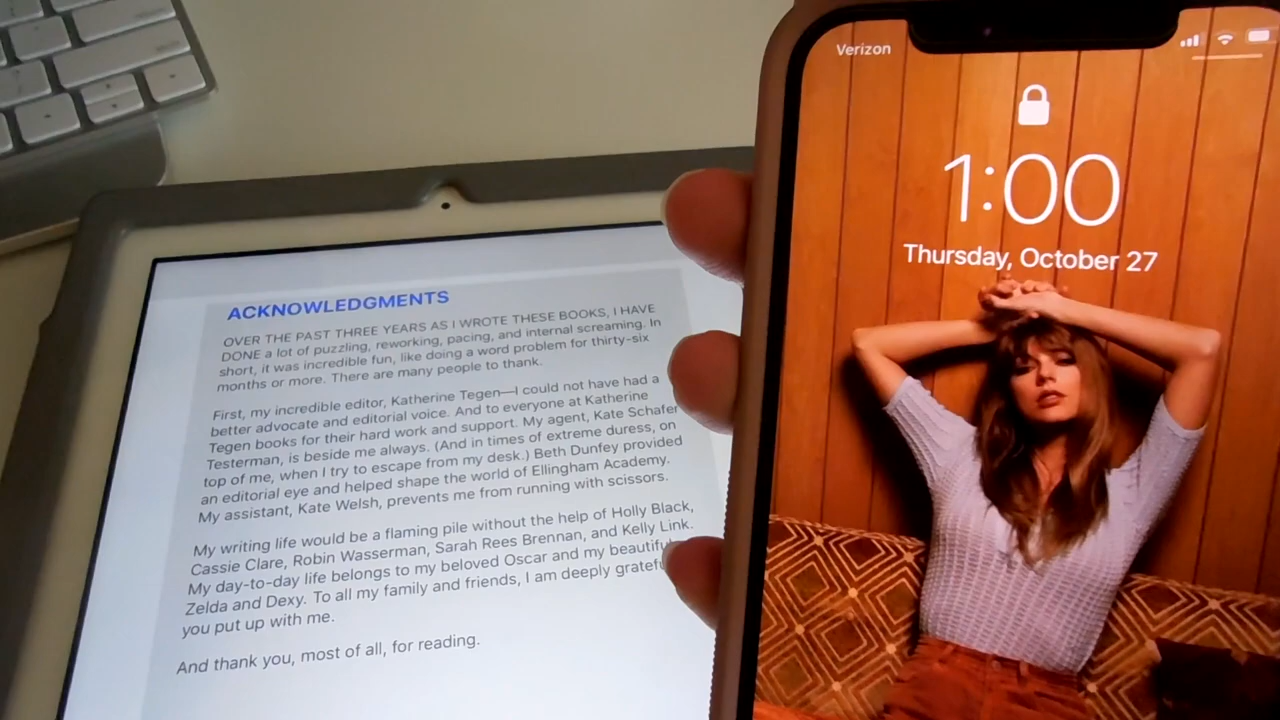 ACKNOWLEDGMENTS
OVER THE PAST THREE YEARS AS I WROTE THESE BOOKS, I HAVE
DONE a lot of puzzling, reworking, pacing, and internal screaming. In
short, it was incredible fun, like doing a word problem for thirty-six
months or more. There are many people to thank.
First, my incredible editor, Katherine Tegen—I could not have had a
better advocate and editorial voice. And to everyone at Katherine
Tegen books for their hard work and support. My agent, Kate Schafer
Testerman, is beside me always. (And in times of extreme duress, on
top of me, when I try to escape from my desk.) Beth Dunfey provided
an editorial eye and helped shape the world of Ellingham Academy.
My assistant, Kate Welsh, prevents me from running with scissors.
My writing life would be a flaming pile without the help of Holly Black,
Cassie Clare, Robin Wasserman, Sarah Rees Brennan, and Kelly Link.
My day-to-day life belongs to my beloved Oscar and my beautiful
Zelda and Dexy. To all my family and friends, I am deeply
you put up with me.
And thank you, most of all, for reading.
Verizon
1:00
Thursday, October 27